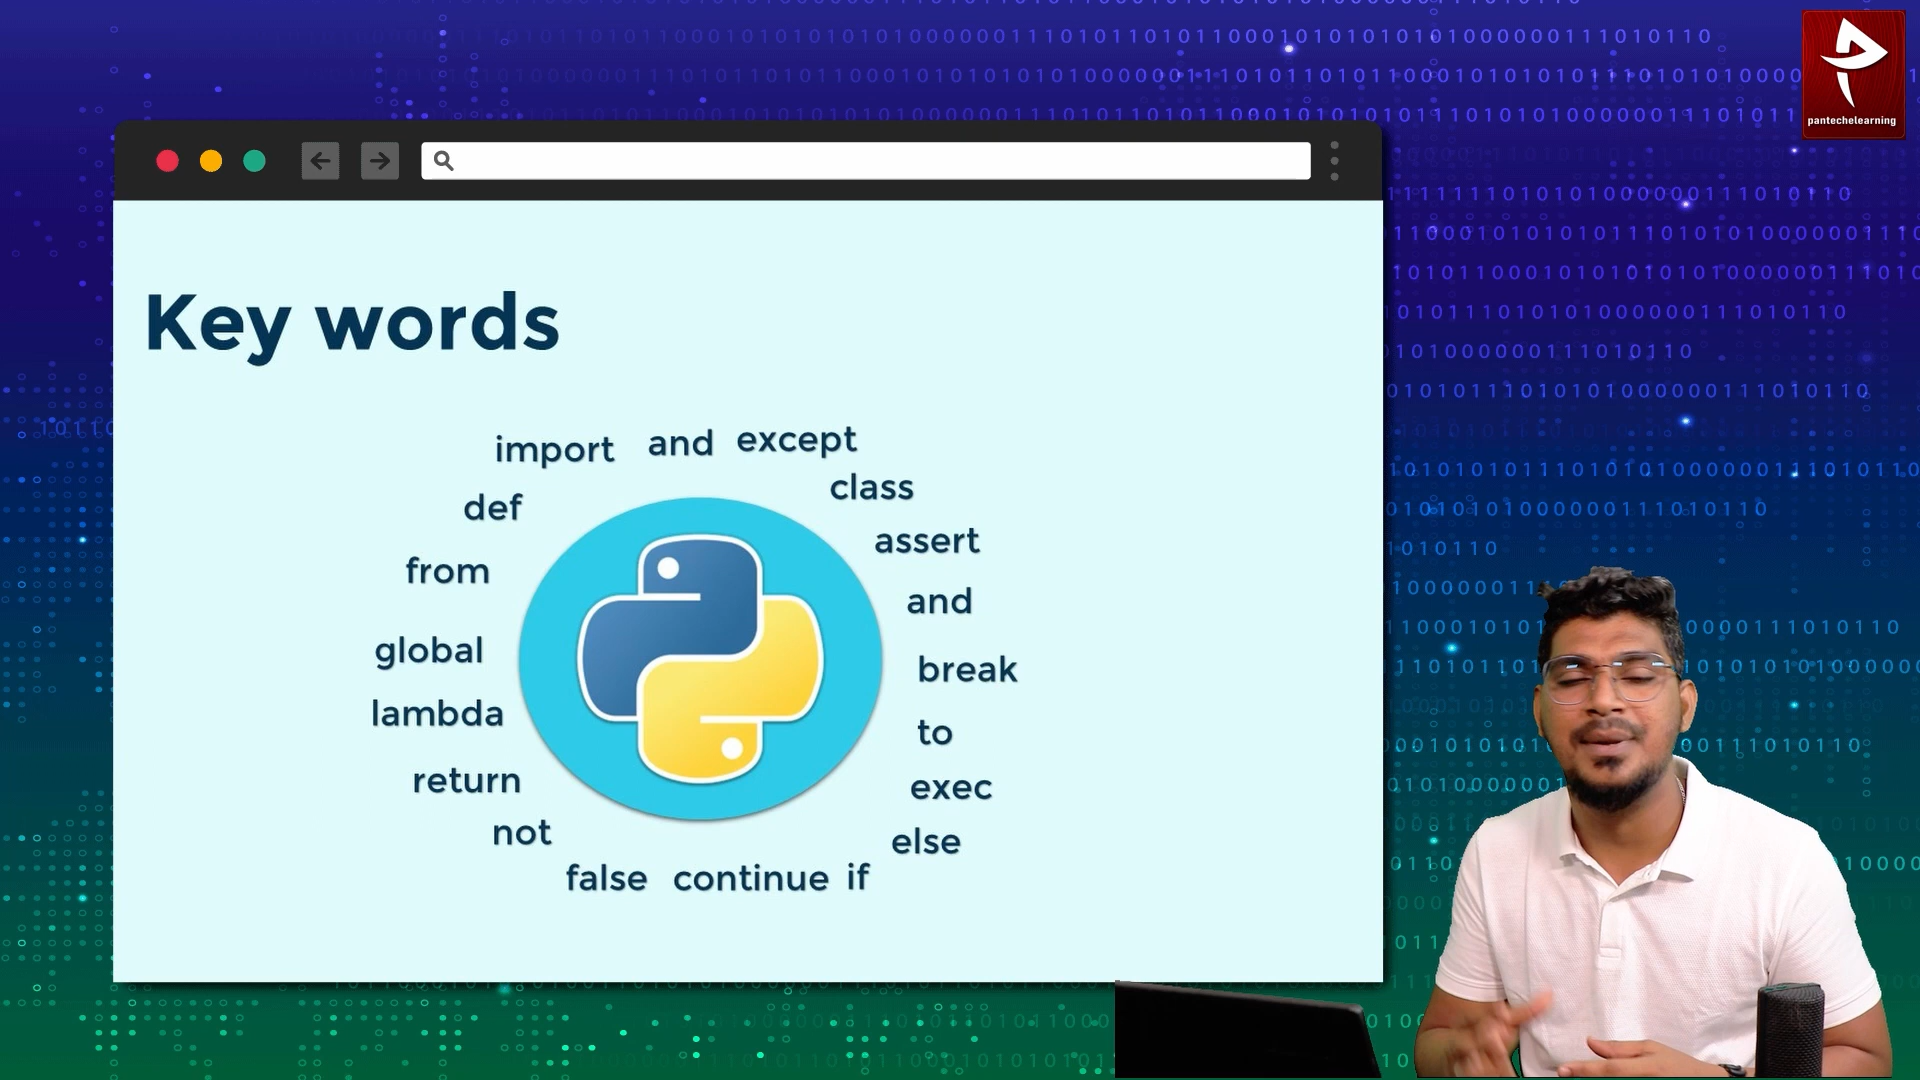 pantechelearning
Key words
import and except
class
def
assert
from
and
global
break
lambda
to
return
exec
not
else
false continue if